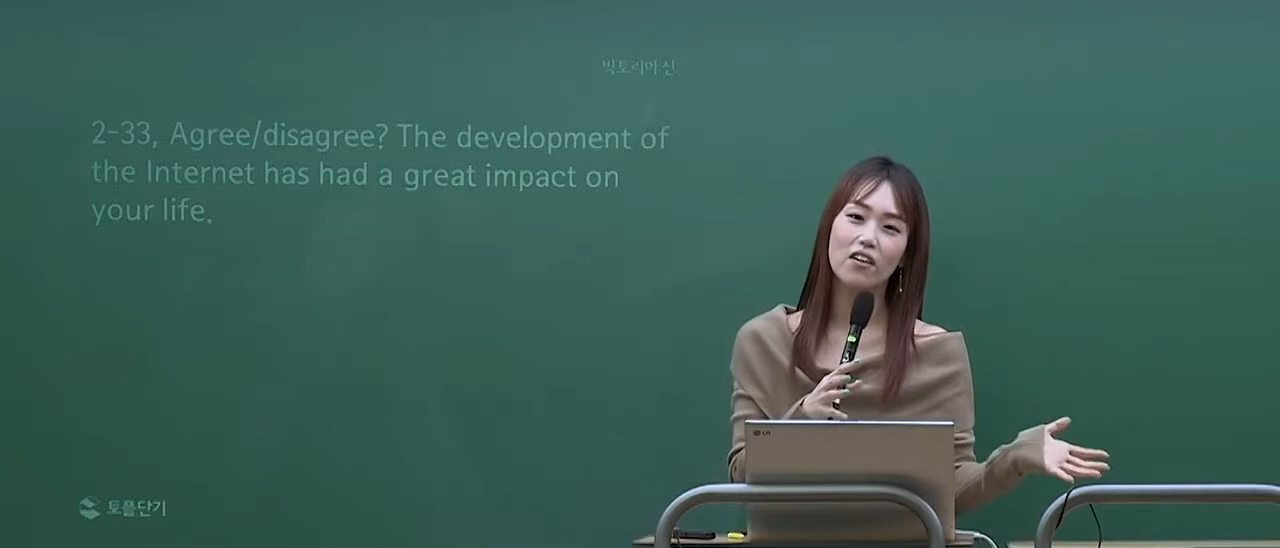 빅토리아 신
2-33, Agree/disagree? The development of
the Internet has had a great impact on
your life.
LG
토플단기